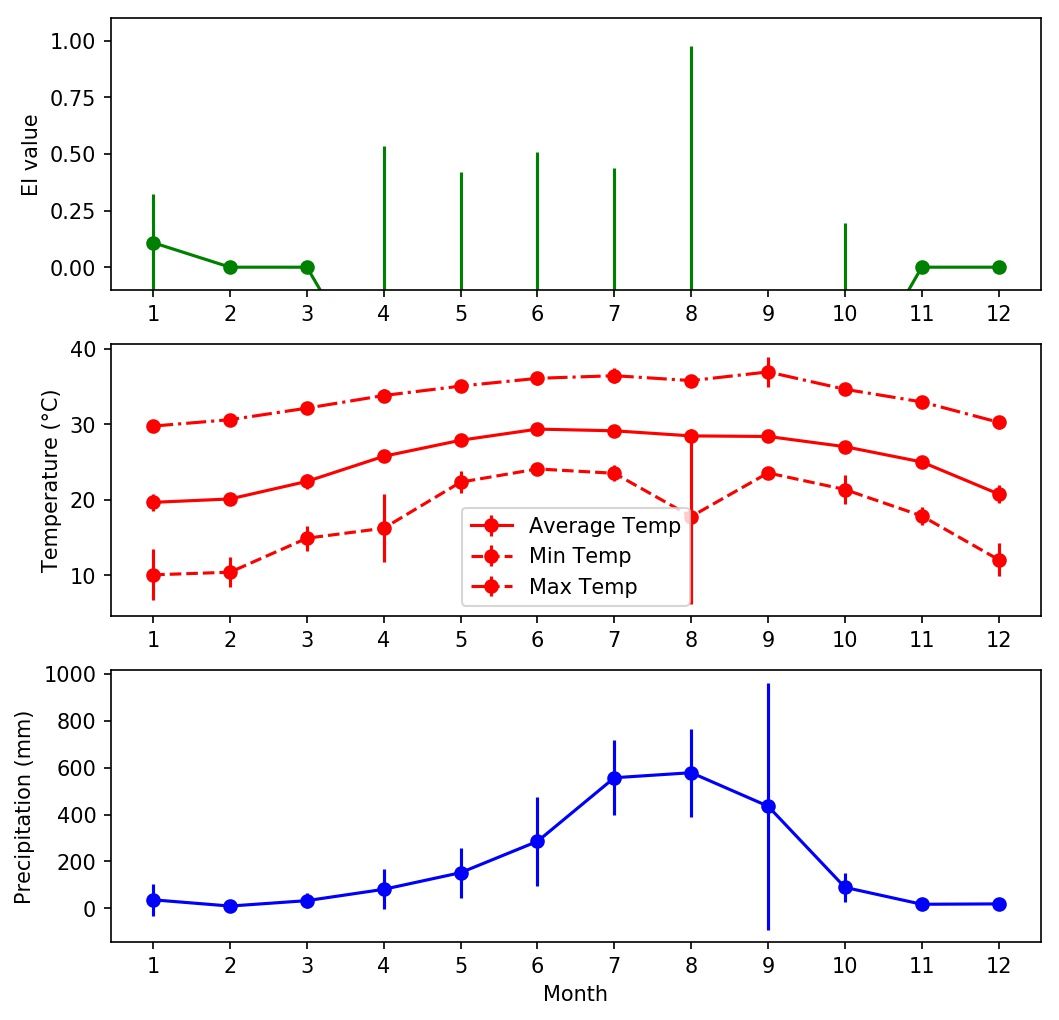 EI value
1.00
0.75
0.50
0.25
0.00
1 2 3 4 5 6 7 8 9 10 11 12
Temperature (°C)
40
30
20
10
Average Temp
Min Temp
Max Temp
1 2 3 4 5 6 7 8 9 10 11 12
Precipitation (mm)
1000
800
600
400
200
0
1 2 3 4 5 6 7 8 9 10 11 12
Month